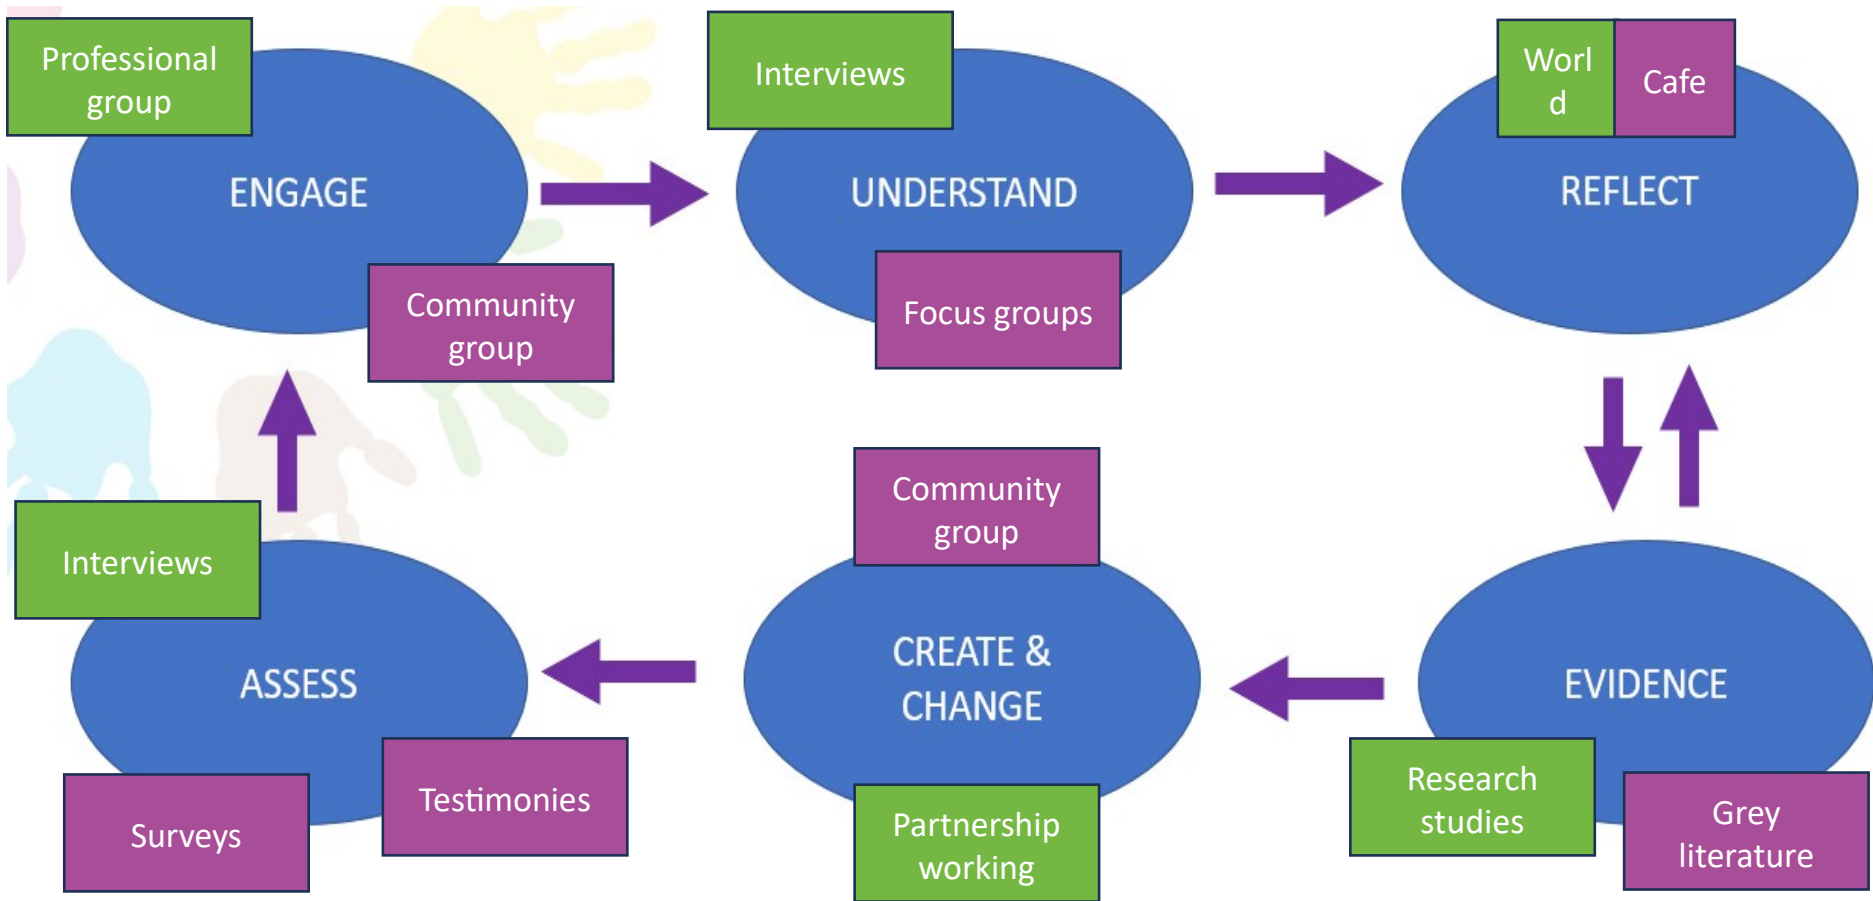 Professional
group
ENGAGE
Community
group
Interviews
UNDERSTAND
Focus groups
Worl
d
Cafe
REFLECT
Interviews
ASSESS
Surveys
Testimonies
Community
group
CREATE &
CHANGE
Partnership
working
EVIDENCE
Research
studies
Grey
literature